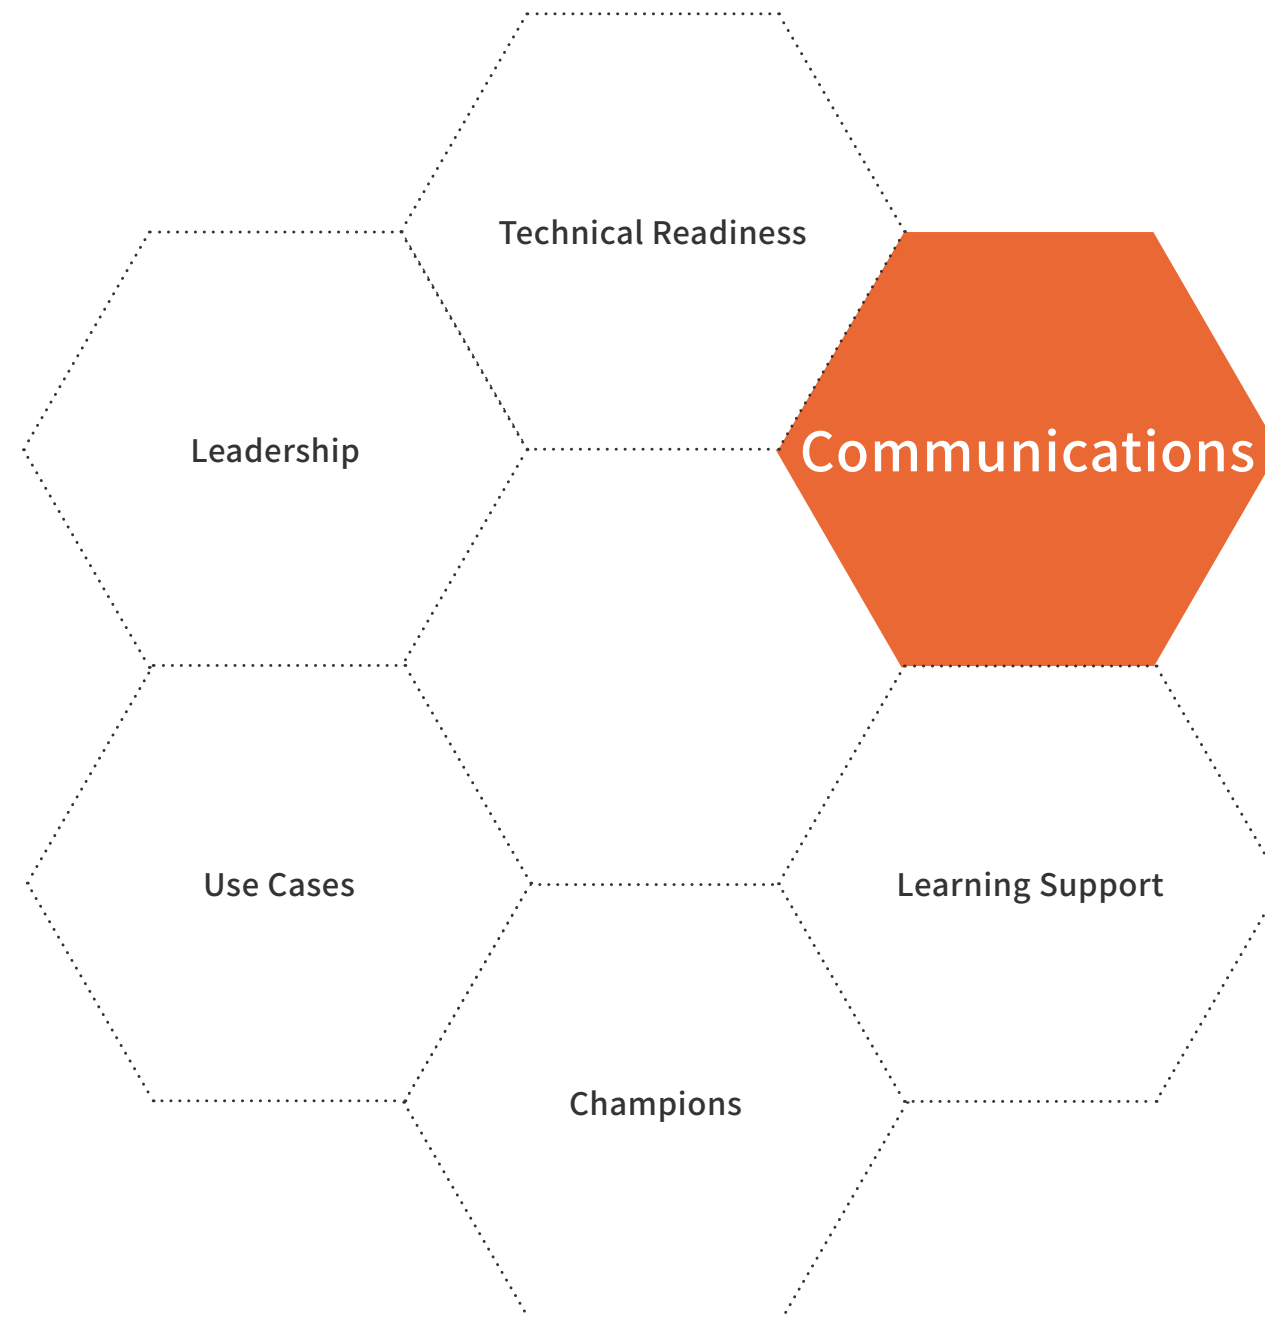 Technical Readiness
Leadership
Communications
Use Cases
Learning Support
Champions